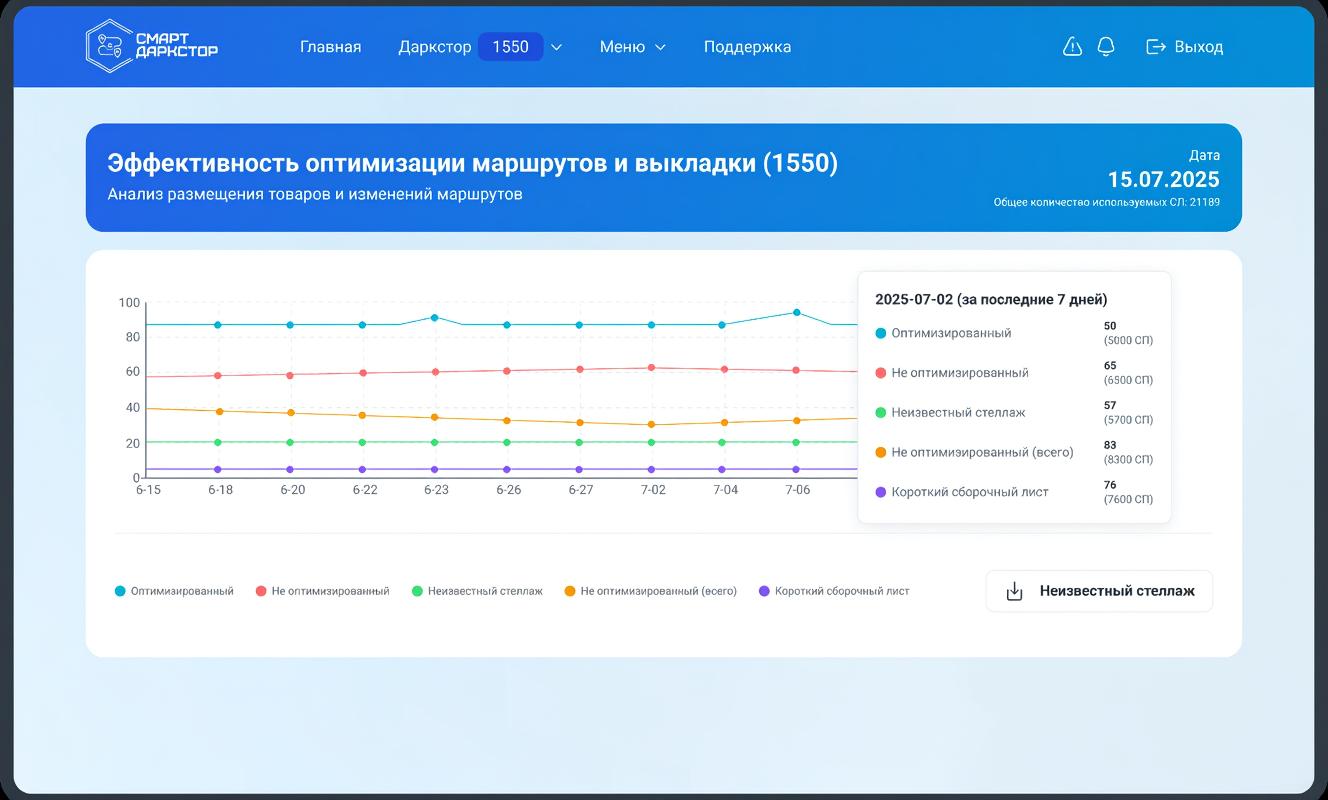 СМАРТ
ДАРКСТОР
Главная
Даркстор 1550
Меню
Поддержка
Выход
Эффективность оптимизации маршрутов и выкладки (1550)
Анализ размещения товаров и изменений маршрутов
Дата
15.07.2025
Общее количество используемых СЛ: 21189
100
80
60
40
20
0
6-15 6-18 6-20 6-22 6-23 6-26 6-27 7-02 7-04 7-06
2025-07-02 (за последние 7 дней)
Оптимизированный 50
(5000 СП)
Не оптимизированный 65
(6500 СП)
Неизвестный стеллаж 57
(5700 СП)
Не оптимизированный (всего) 83
(8300 СП)
Короткий сборочный лист 76
(7600 СП)
Оптимизированный Не оптимизированный Неизвестный стеллаж Не оптимизированный (всего) Короткий сборочный лист
Неизвестный стеллаж